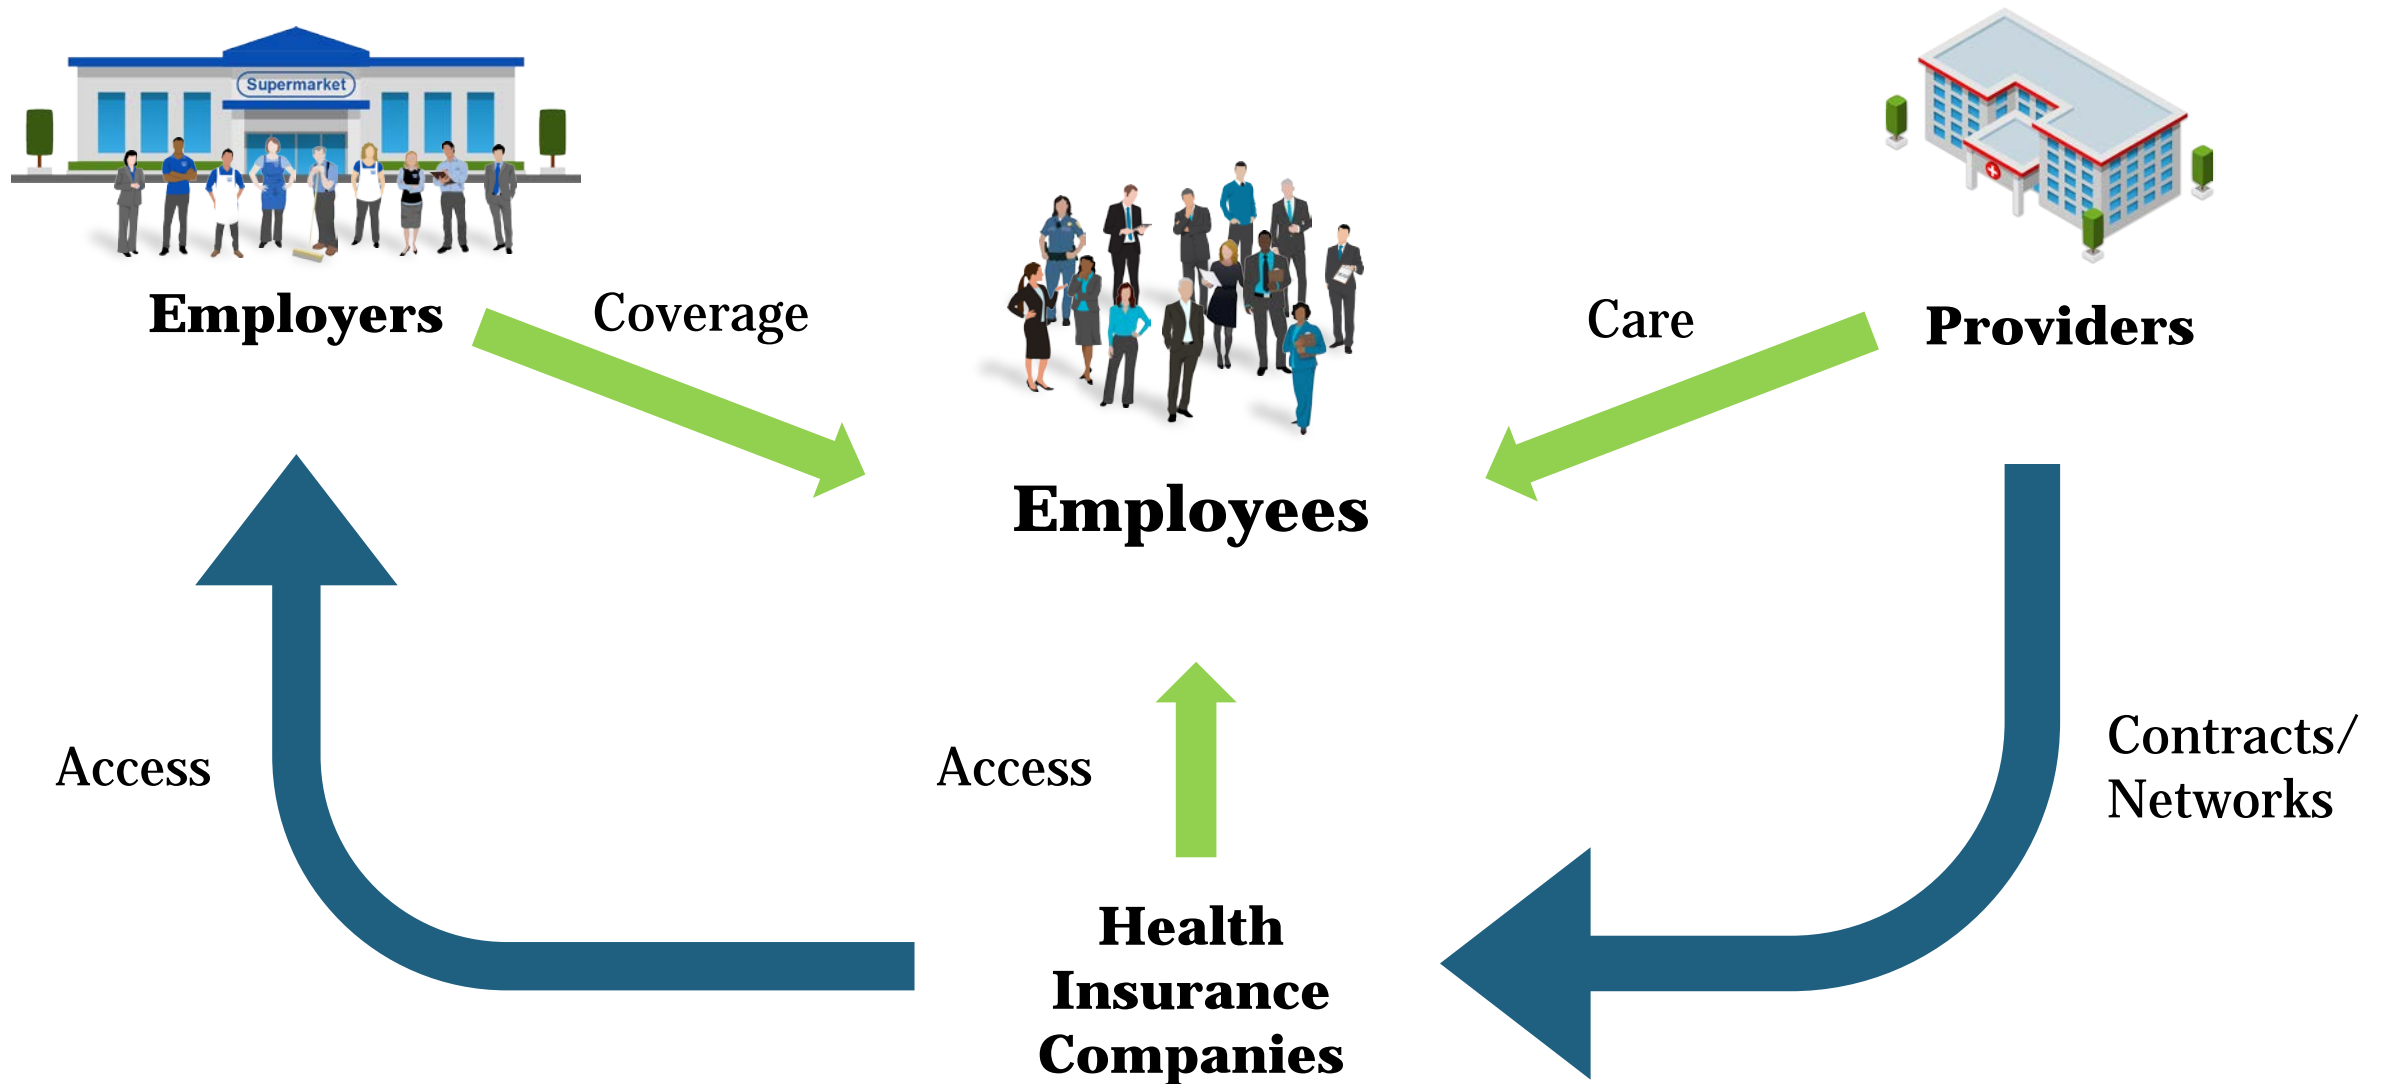 Supermarket
Employers
Coverage
Employees
Care
Providers
Access
Access
Contracts/
Networks
Health
Insurance
Companies